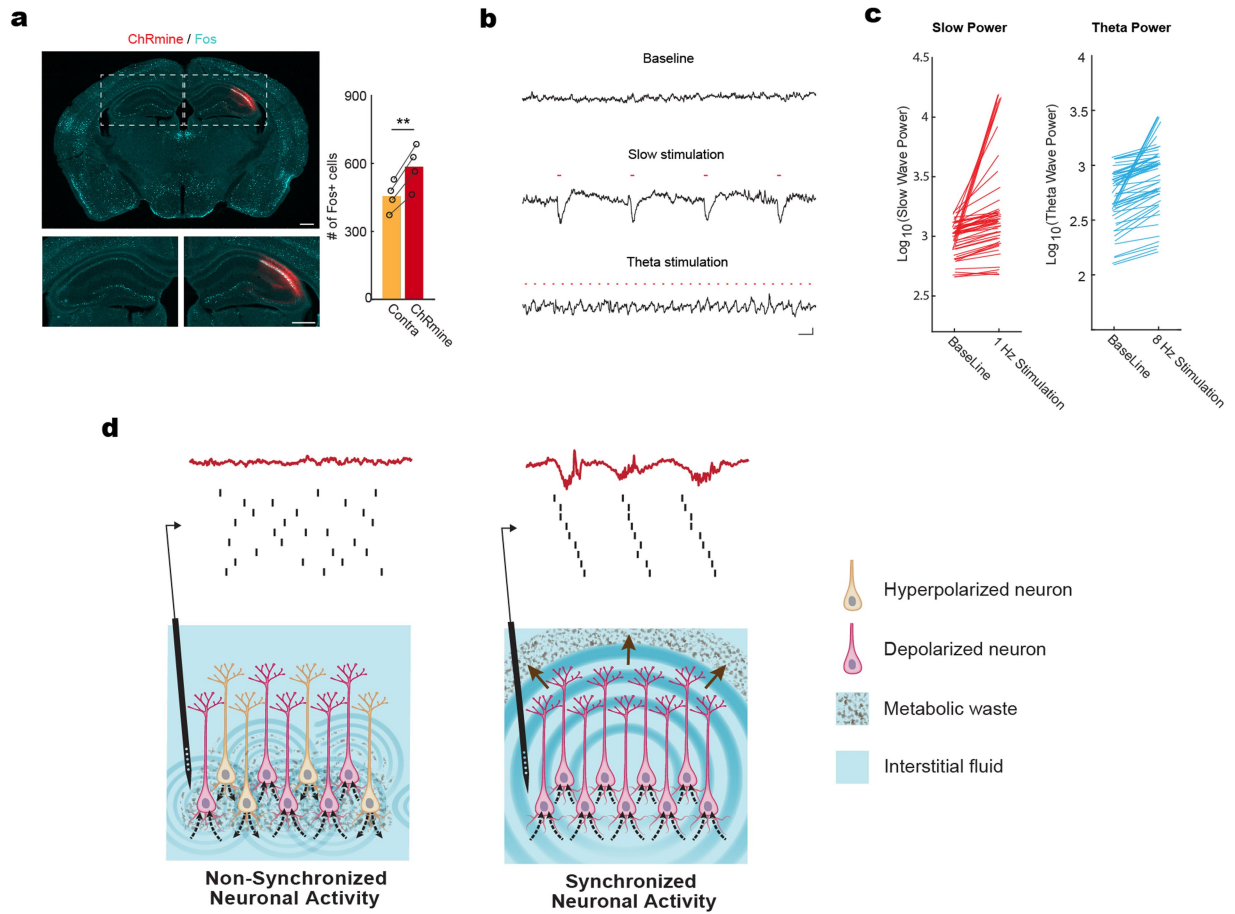 a
ChRmine / Fos
900
600
300
0
# of Fos+ cells
**
Contra
ChRmine
b
Baseline
Slow stimulation
Theta stimulation
c
Slow Power
4.5
4
3.5
3
2.5
Log10(Slow Wave Power)
BaseLine
1 Hz Stimulation
Theta Power
4
3.5
3
2.5
2
Log10(Theta Wave Power)
BaseLine
8 Hz Stimulation
d
Non-Synchronized
Neuronal Activity
Synchronized
Neuronal Activity
Hyperpolarized neuron
Depolarized neuron
Metabolic waste
Interstitial fluid